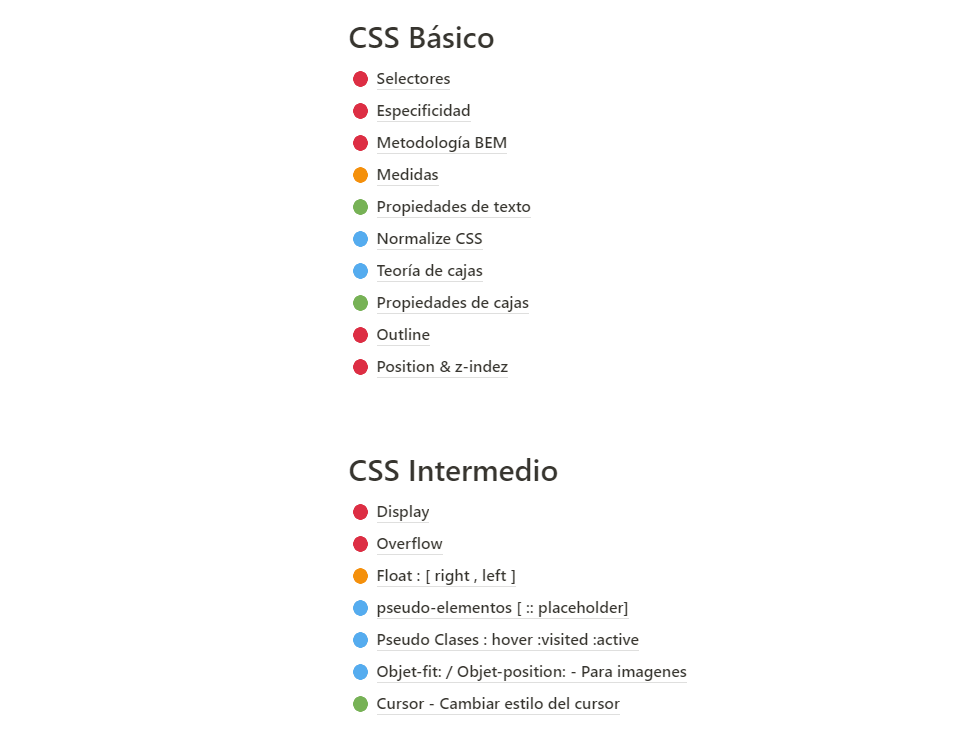 CSS Básico
Selectores
Especificidad
Metodología BEM
Medidas
Propiedades de texto
Normalize CSS
Teoría de cajas
Propiedades de cajas
Outline
Position & z-indez
CSS Intermedio
Display
Overflow
Float : [ right , left ]
pseudo-elementos [ :: placeholder]
Pseudo Clases : hover :visited :active
Objet-fit: / Objet-position: - Para imagenes
Cursor - Cambiar estilo del cursor